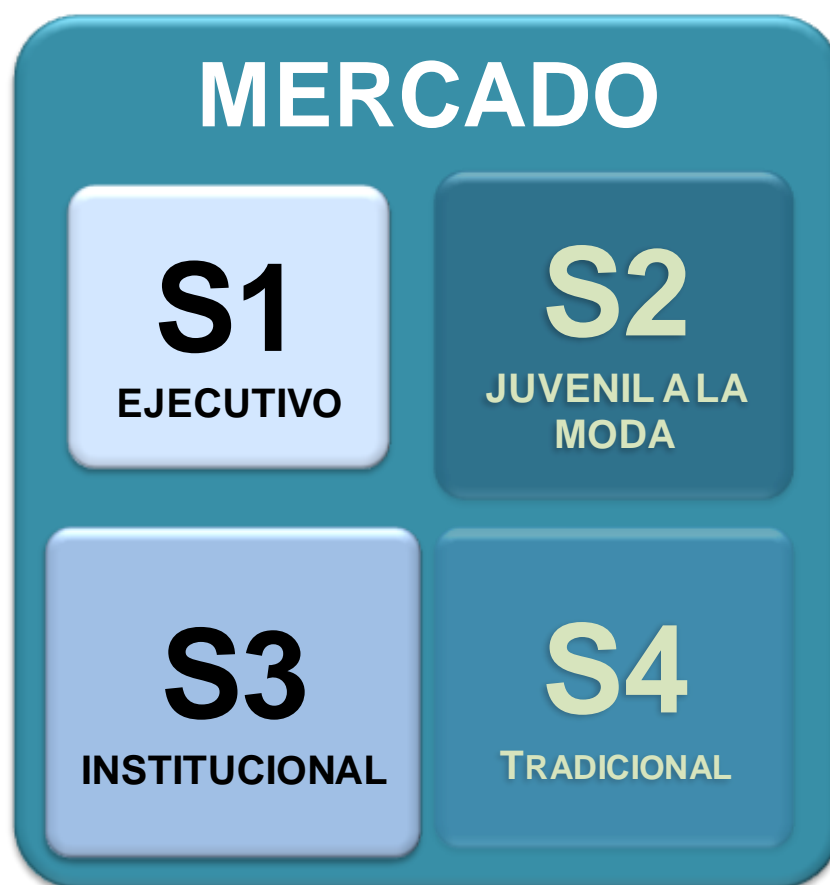 MERCADO
S1
EJECUTIVO
S2
JUVENIL A LA
MODA
S3
INSTITUCIONAL
S4
TRADICIONAL